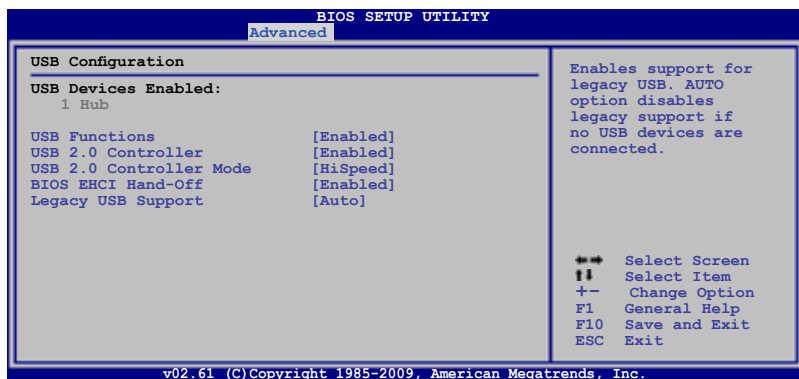 BIOS SETUP UTILITY
Advanced
USB Configuration
USB Devices Enabled:
1 Hub
USB Functions [Enabled]
USB 2.0 Controller [Enabled]
USB 2.0 Controller Mode [HiSpeed]
BIOS EHCI Hand-Off [Enabled]
Legacy USB Support [Auto]
Enables support for
legacy USB. AUTO
option disables
legacy support if
no USB devices are
connected.
Select Screen
Select Item
+- Change Option
F1 General Help
F10 Save and Exit
ESC Exit
v02.61 (C)Copyright 1985-2009, American Megatrends, Inc.